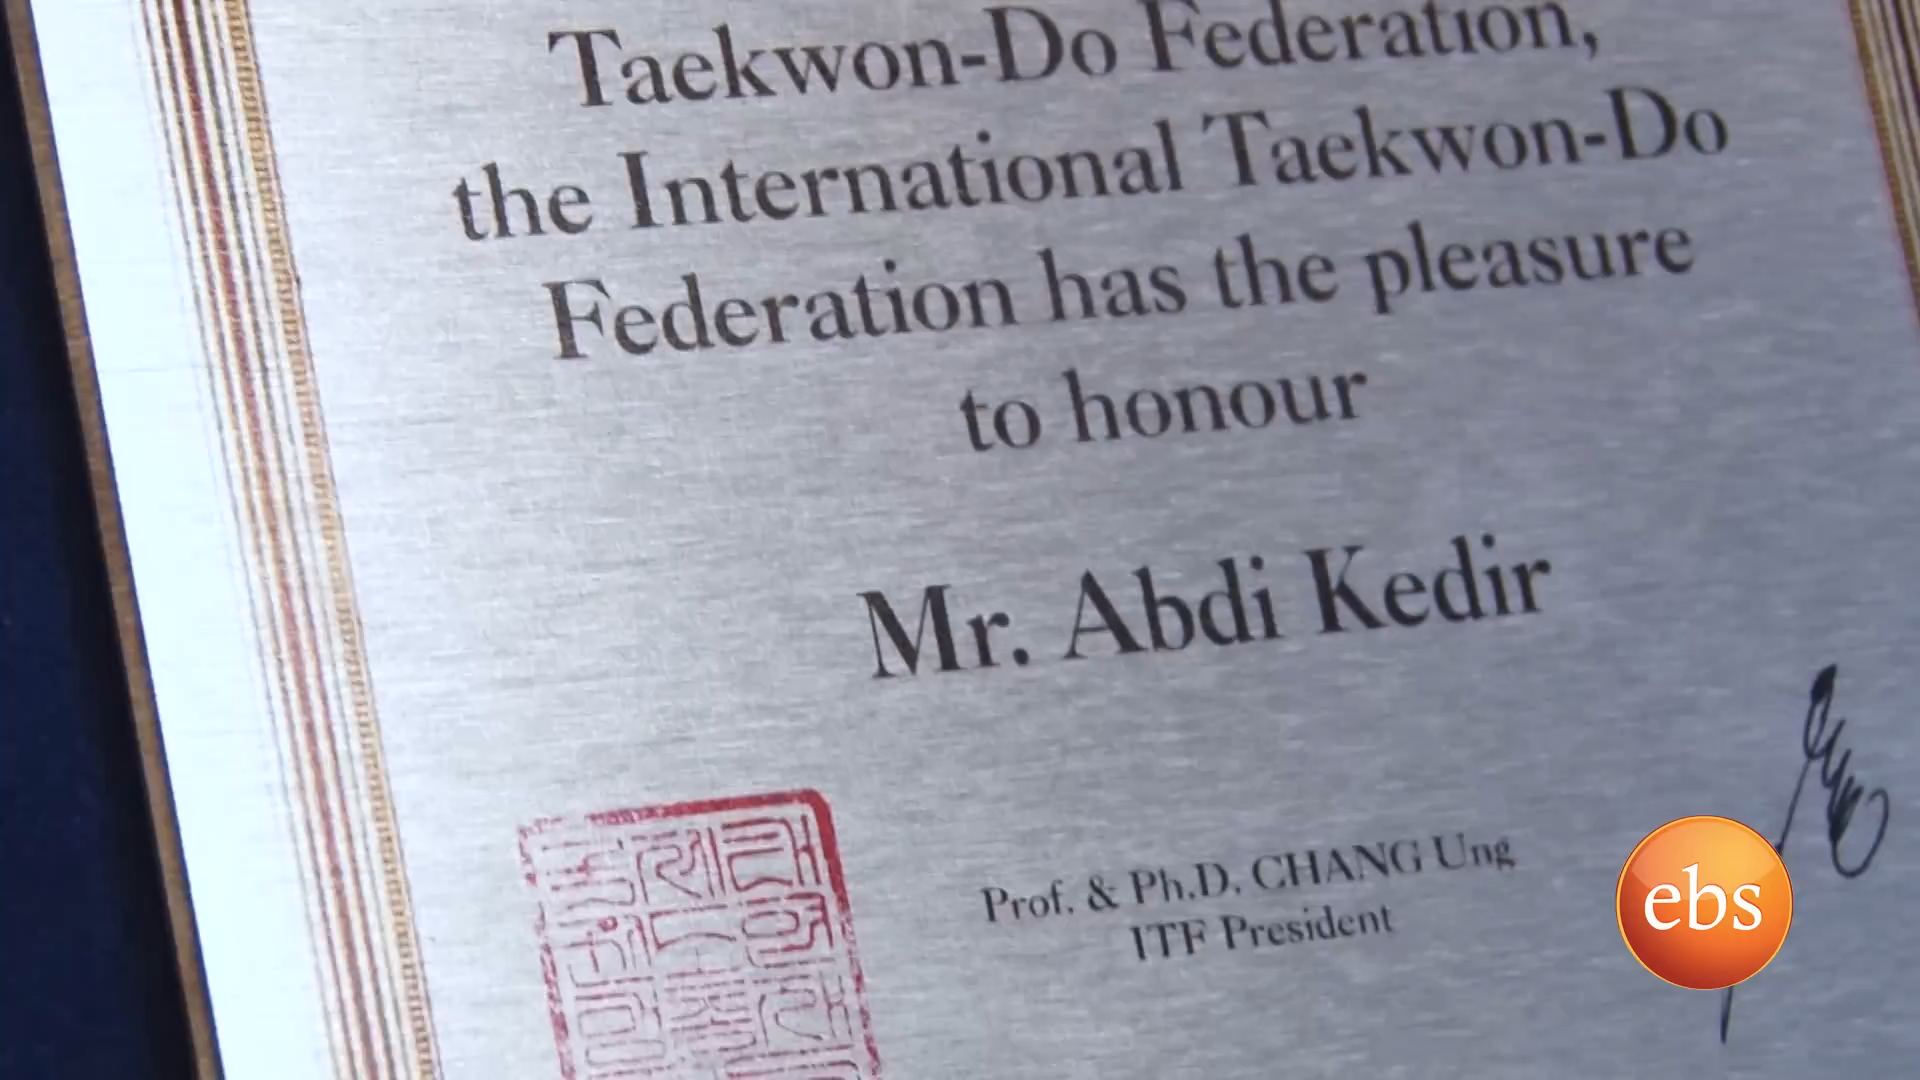 Taekwon-Do Federation,
the International Taekwon-Do
Federation has the pleasure
to honour
Mr. Abdi Kedir
Prof. & Ph.D. CHANG Ung
ITF President
ebs